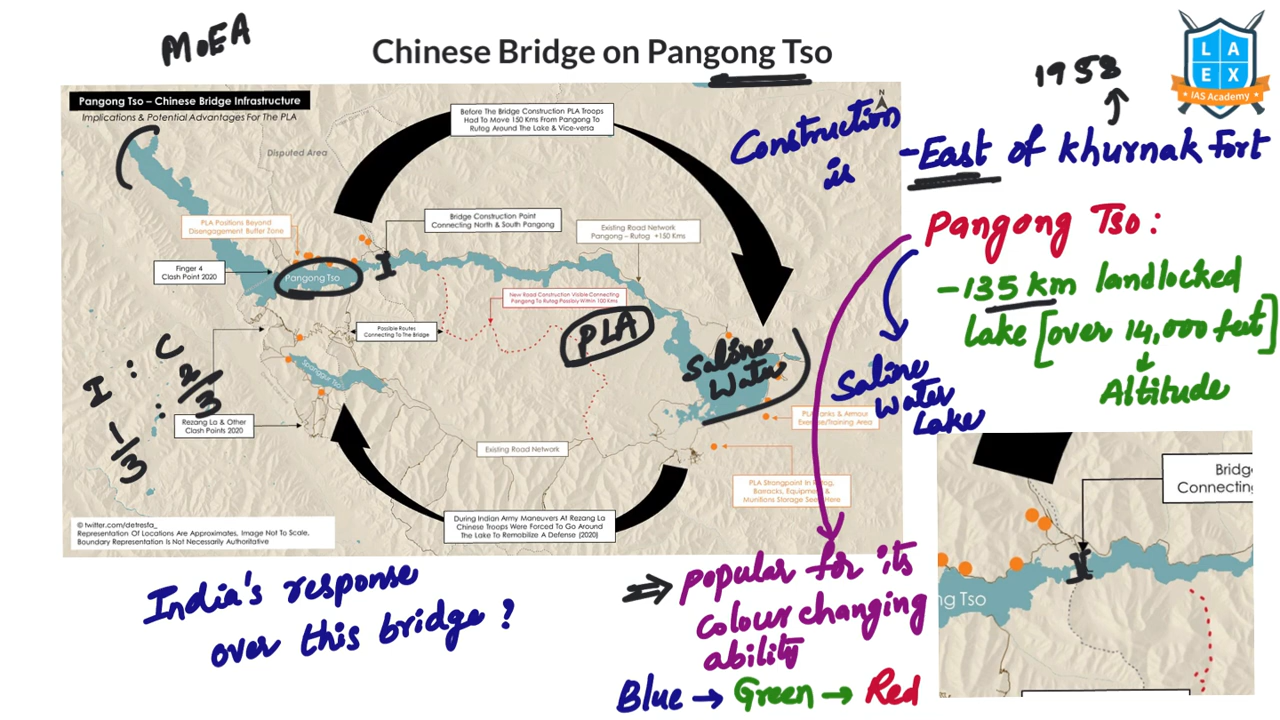 MoEA
Chinese Bridge on Pangong Tso
1958
L A
E X
IAS Academy
Pangong Tso – Chinese Bridge Infrastructure
Implications & Potential Advantages For The PLA
Disputed Area
Before The Bridge Construction PLA Troops
Had To Move 150 Kms From Pangong To
Rutog Around The Lake & Vice-versa
N
Construction
is
- East of Khurnak Fort
PLA Positions Beyond
Disengagement Buffer Zone
Bridge Construction Point
Connecting North & South Pangong
Existing Road Network
Pangong – Rutog +150 Kms
Finger 4
Clash Point 2020
Pangong Tso
I
New Road Construction Visible Connecting
Pangong To Rutog Possibly Within 100 Kms
Possible Routes
Connecting To The Bridge
PLA
Saline
Water
Spanggur Tso
I : C
1/3 : 2/3
Rezang La & Other
Clash Points 2020
Existing Road Network
PLA Tanks & Armour
Exercise/Training Area
PLA Strongpoint In Rutog,
Barracks, Equipment &
Munitions Storage Seen Here
During Indian Army Maneuvers At Rezang La
Chinese Troops Were Forced To Go Around
The Lake To Remobilize A Defense (2020)
© twitter.com/detresfa_
Representation Of Locations Are Approximates, Image Not To Scale,
Boundary Representation Is Not Necessarily Authoritative
Pangong Tso:
- 135 km landlocked
Lake [over 14,000 feet]
Altitude
Saline
Water
Lake
Bridg
Connecting
ng Tso
India's response
over this bridge?
⇒ popular for its
colour changing
ability
Blue → Green → Red